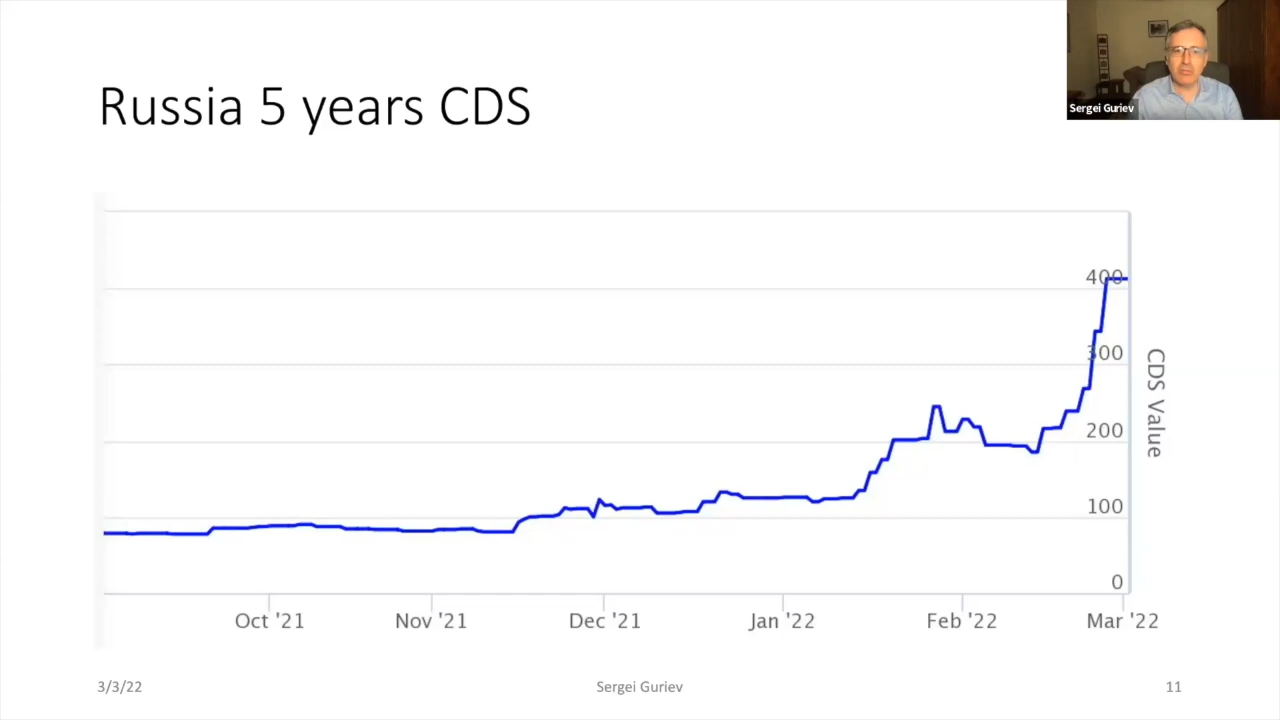 Russia 5 years CDS
Sergei Guriev
400
300
200
100
0
CDS Value
Oct '21
Nov '21
Dec '21
Jan '22
Feb '22
Mar '22
3/3/22
Sergei Guriev
11